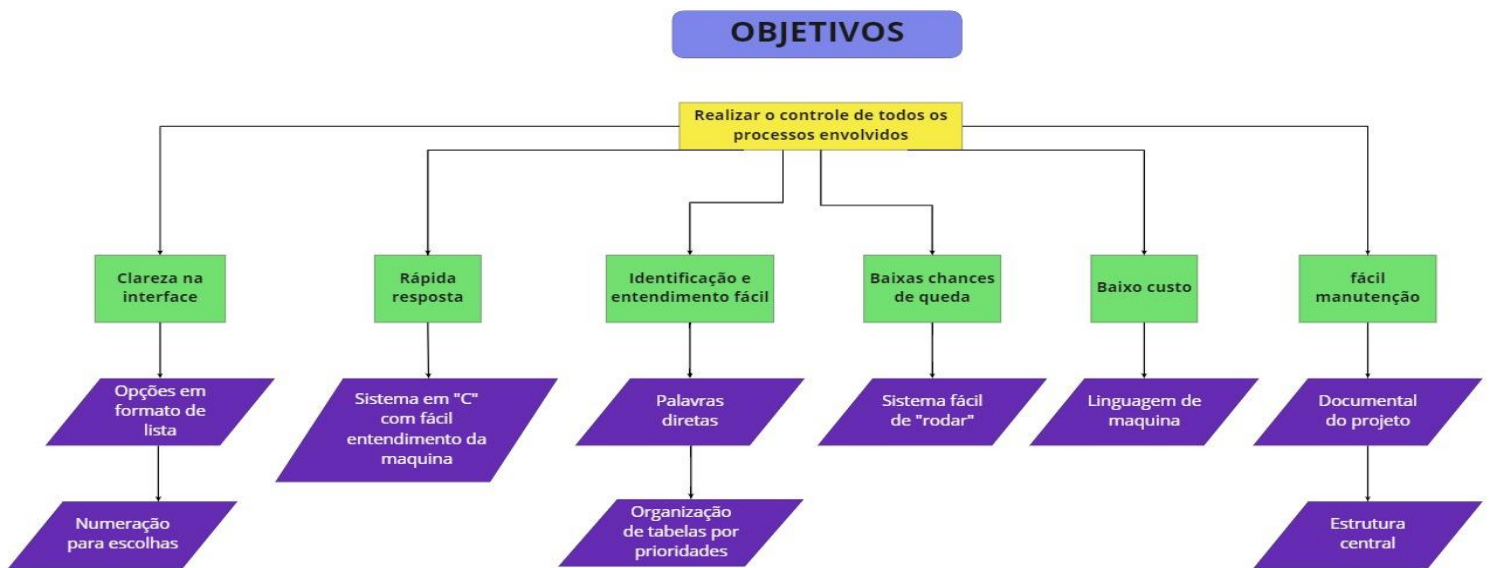 OBJETIVOS
Realizar o controle de todos os
processos envolvidos
Clareza na
interface
Rápida
resposta
Identificação e
entendimento fácil
Baixas chances
de queda
Baixo custo
fácil
manutenção
Opções em
formato de
lista
Sistema em "C"
com fácil
entendimento da
maquina
Palavras
diretas
Sistema fácil
de "rodar"
Linguagem de
maquina
Documental
do projeto
Numeração
para escolhas
Organização
de tabelas por
prioridades
Estrutura
central